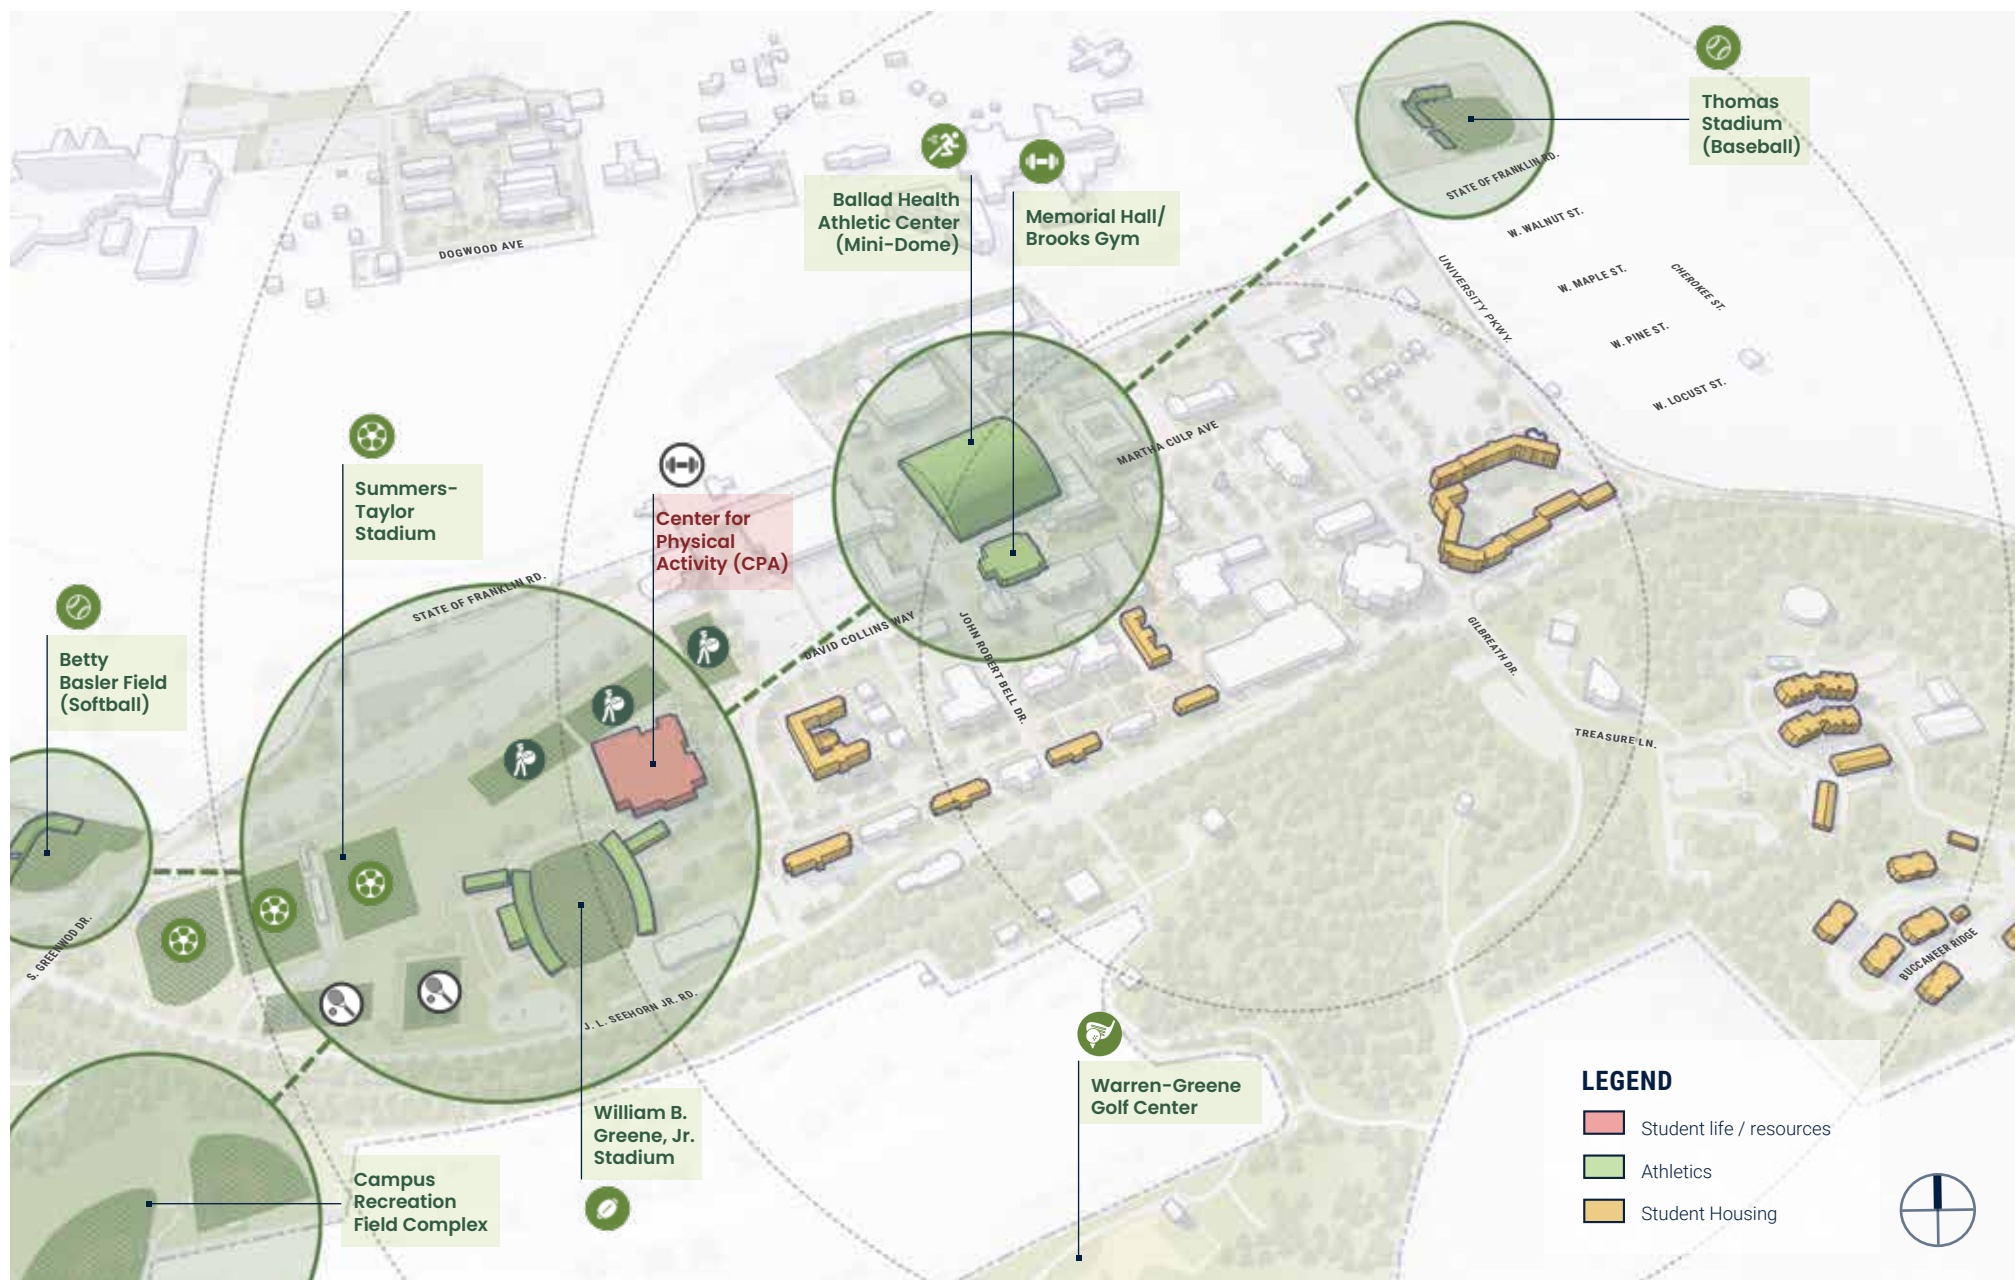 Thomas
Stadium
(Baseball)
STATE OF FRANKLIN RD.
W. WALNUT ST.
W. MAPLE ST.
CHEROKEE ST.
UNIVERSITY PKWY.
W. PINE ST.
W. LOCUST ST.
Ballad Health
Athletic Center
(Mini-Dome)
Memorial Hall/
Brooks Gym
DOGWOOD AVE
MARTHA CULP AVE
Summers-
Taylor
Stadium
Center for
Physical
Activity (CPA)
STATE OF FRANKLIN RD.
Betty
Basler Field
(Softball)
DAVID COLLINS WAY
JOHN ROBERT BELL DR.
GILBREATH DR.
TREASURE LN.
S. GREENWOD DR.
BUCCANEER RIDGE
J. L. SEEHORN JR. RD.
William B.
Greene, Jr.
Stadium
Warren-Greene
Golf Center
Campus
Recreation
Field Complex
LEGEND
Student life / resources
Athletics
Student Housing